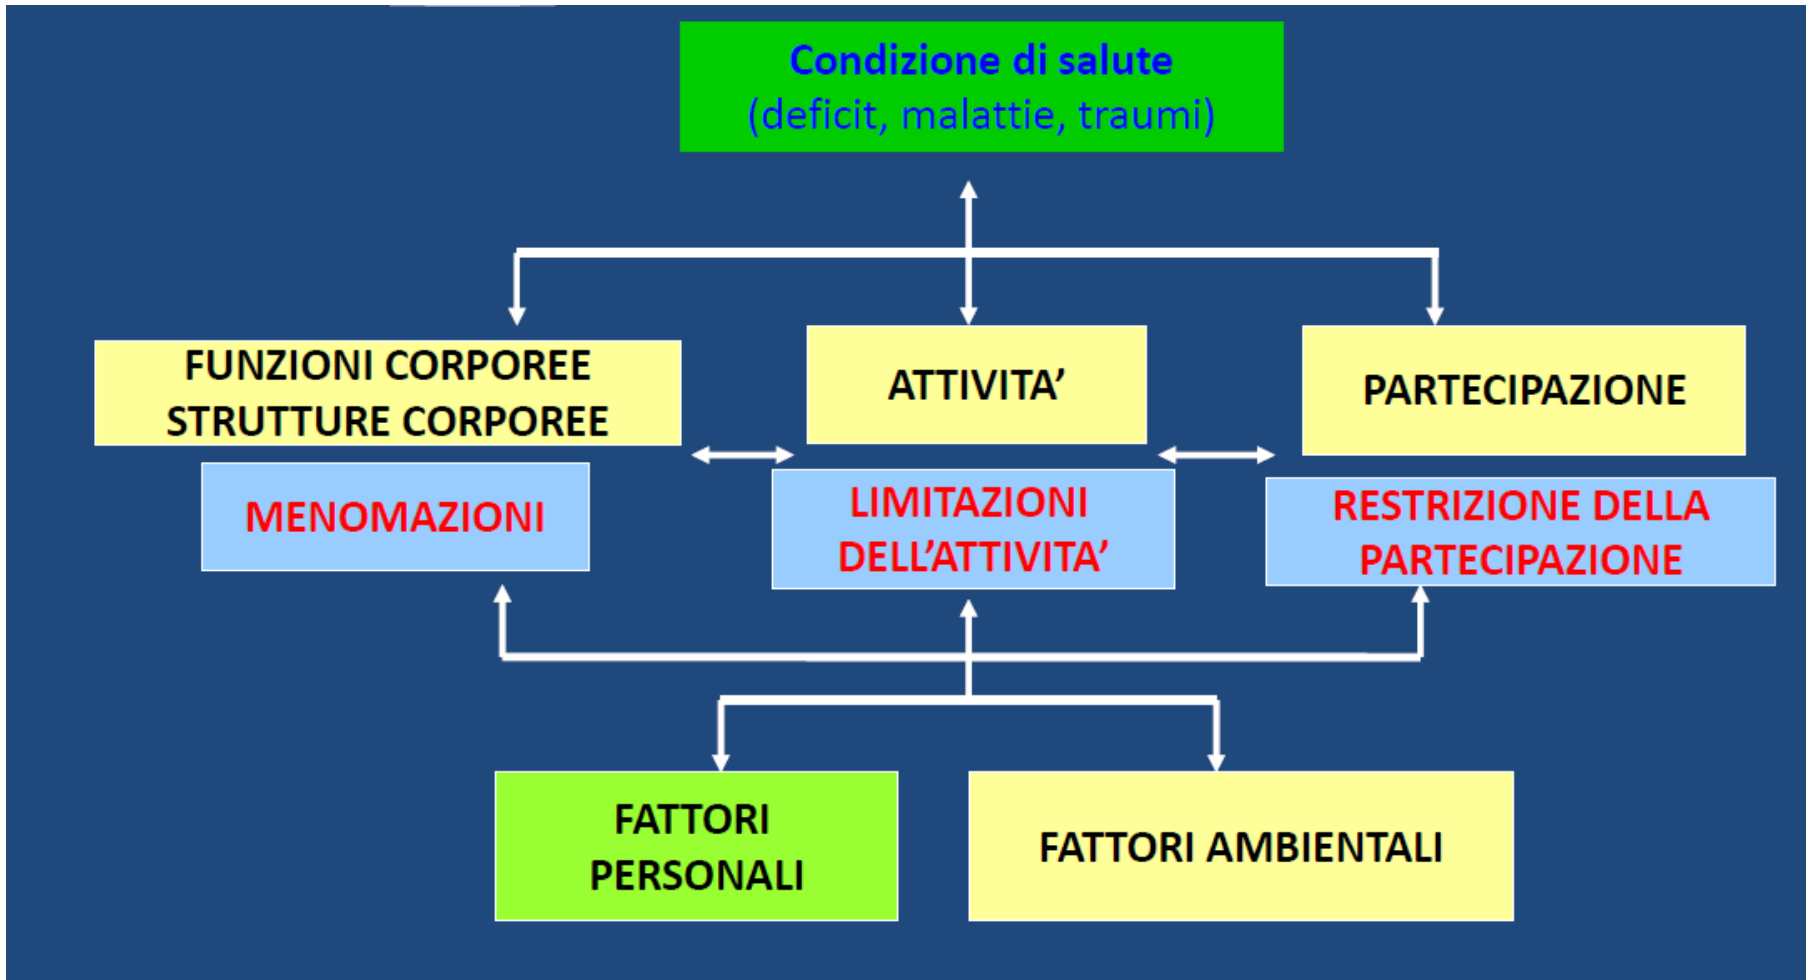 Condizione di salute
(deficit, malattie, traumi)
FUNZIONI CORPOREE
STRUTTURE CORPOREE
ATTIVITA’
PARTECIPAZIONE
MENOMAZIONI
LIMITAZIONI
DELL’ATTIVITA’
RESTRIZIONE DELLA
PARTECIPAZIONE
FATTORI
PERSONALI
FATTORI AMBIENTALI